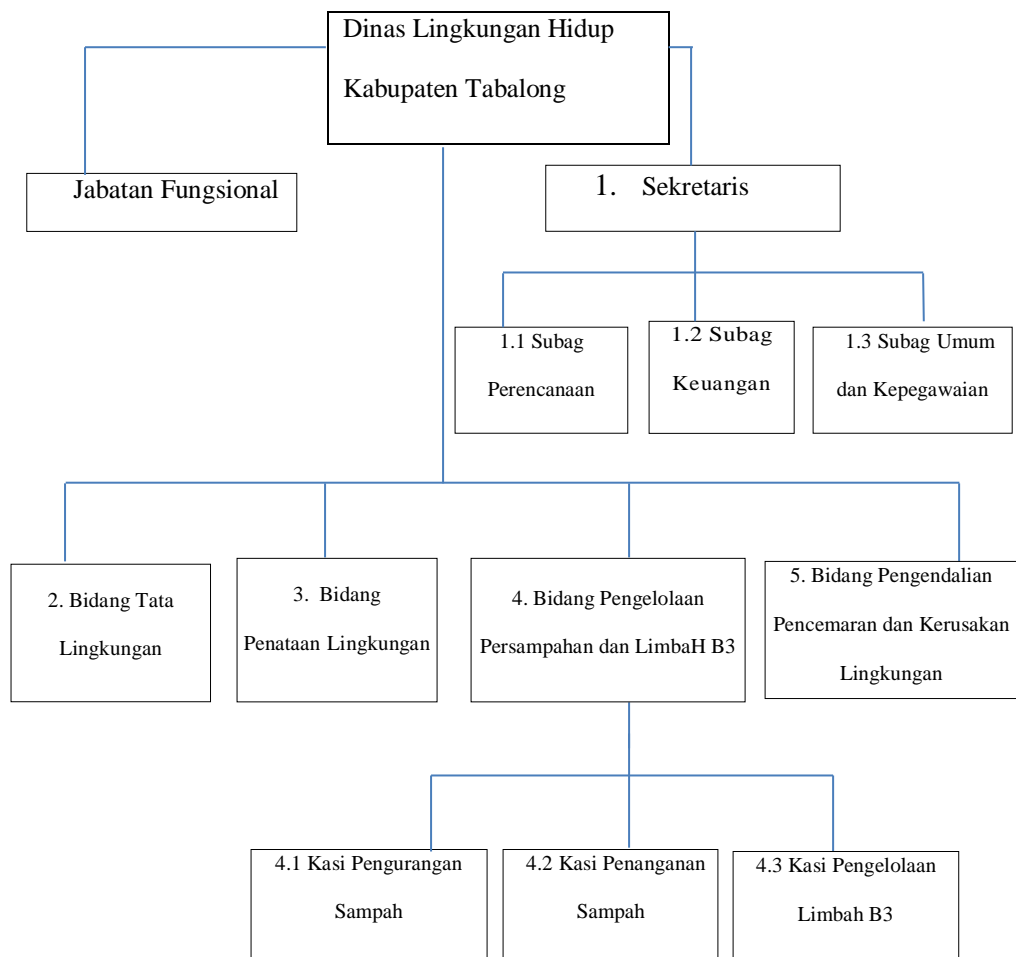 Dinas Lingkungan Hidup
Kabupaten Tabalong
Jabatan Fungsional
1. Sekretaris
1.1 Subag
Perencanaan
1.2 Subag
Keuangan
1.3 Subag Umum
dan Kepegawaian
2. Bidang Tata
Lingkungan
3. Bidang
Penataan Lingkungan
4. Bidang Pengelolaan
Persampahan dan LimbaH B3
5. Bidang Pengendalian
Pencemaran dan Kerusakan
Lingkungan
4.1 Kasi Pengurangan
Sampah
4.2 Kasi Penanganan
Sampah
4.3 Kasi Pengelolaan
Limbah B3